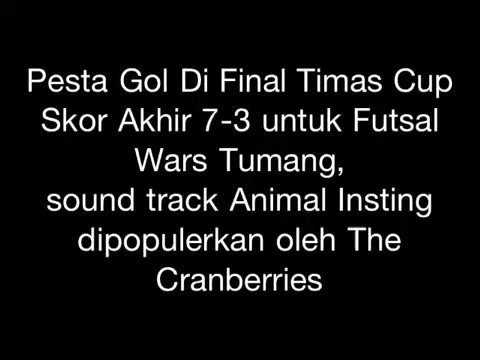 Pesta Gol Di Final Timas Cup
Skor Akhir 7-3 untuk Futsal
Wars Tumang,
sound track Animal Insting
dipopulerkan oleh The
Cranberries